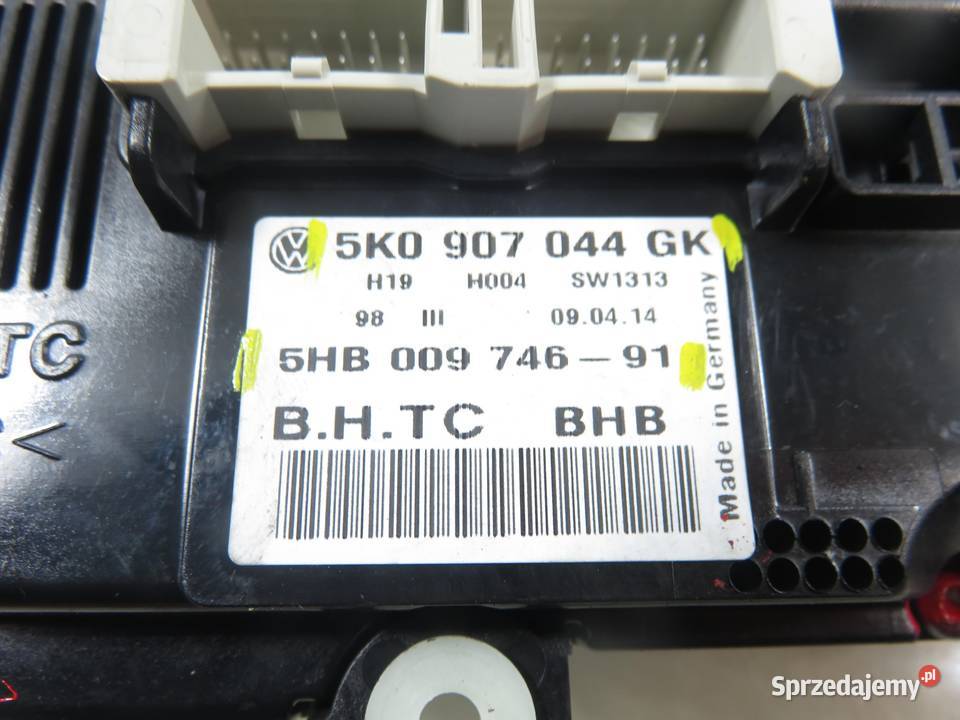 5K0 907 044 GK
H19 H004 SW1313
98 III 09.04.14
5HB 009 746-91
B.H.TC BHB
Made in Germany
TC
<
Sprzedajemy.pl